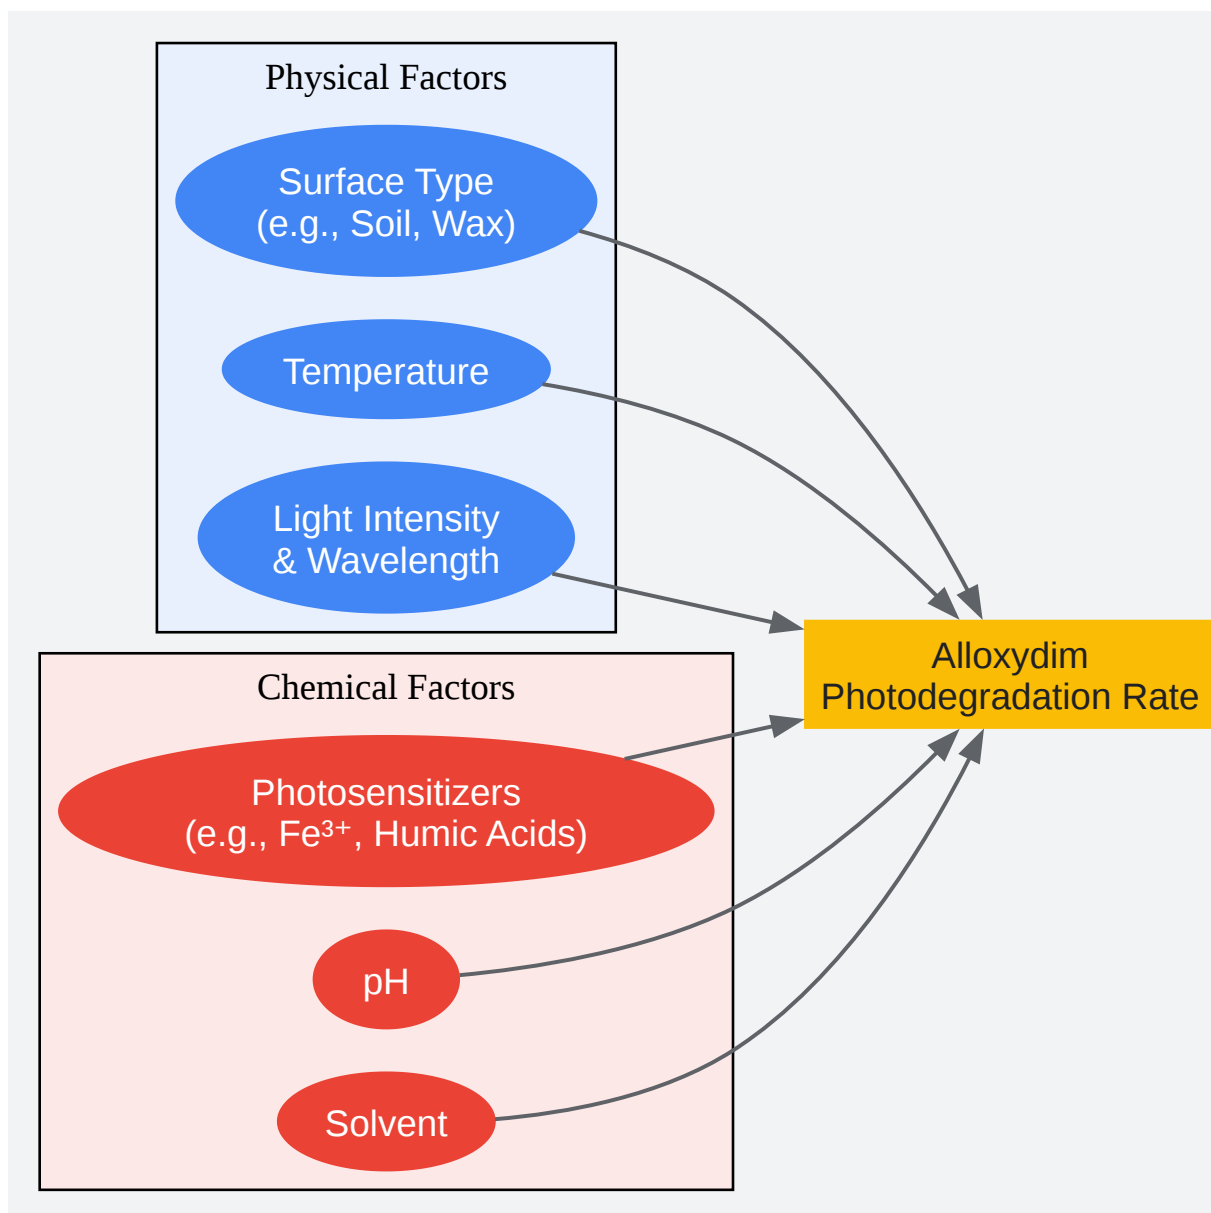 Physical Factors
Surface Type
(e.g., Soil, Wax)
Temperature
Light Intensity
& Wavelength
Alloxydim
Photodegradation Rate
Chemical Factors
Photosensitizers
(e.g., Fe³⁺, Humic Acids)
pH
Solvent